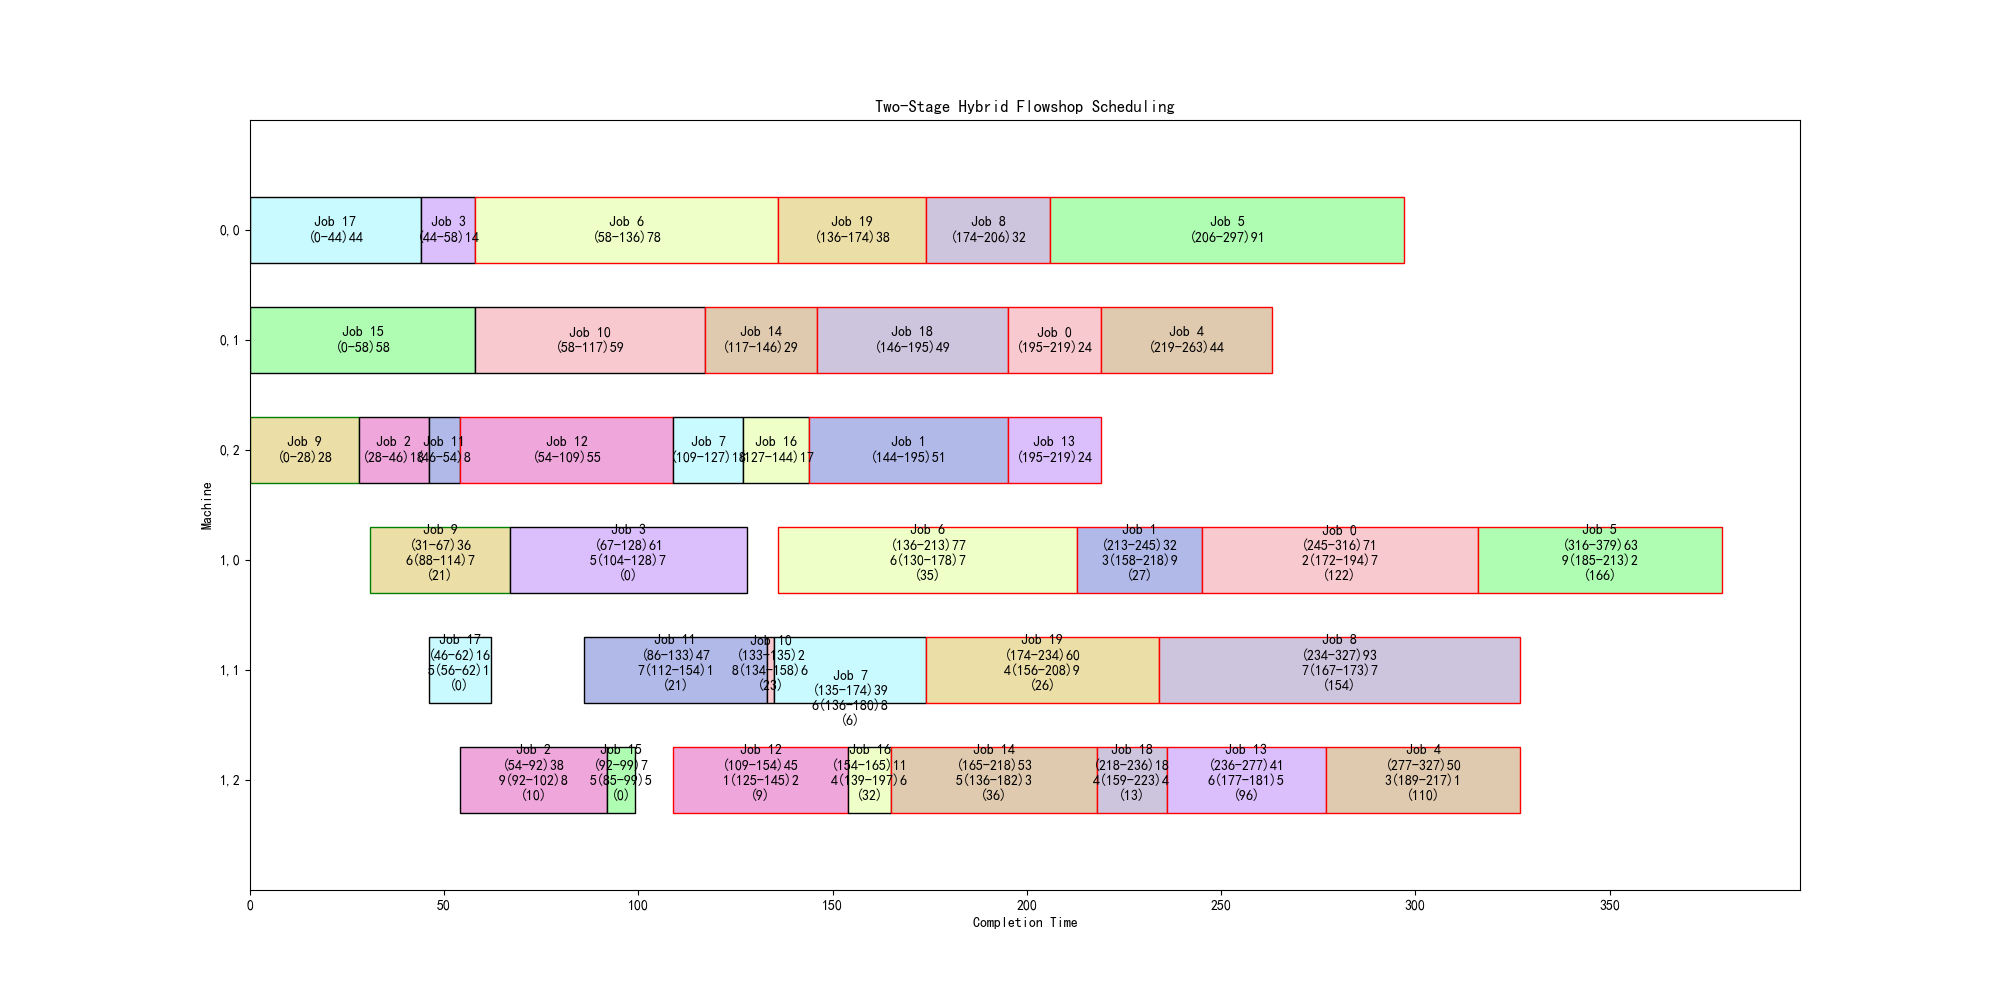 Two-Stage Hybrid Flowshop Scheduling
0,0
Job 17
(0-44)44
Job 3
(44-58)14
Job 6
(58-136)78
Job 19
(136-174)38
Job 8
(174-206)32
Job 5
(206-297)91
0,1
Job 15
(0-58)58
Job 10
(58-117)59
Job 14
(117-146)29
Job 18
(146-195)49
Job 0
(195-219)24
Job 4
(219-263)44
0,2
Job 9
(0-28)28
Job 2
(28-46)18
Job 11
(46-54)8
Job 12
(54-109)55
Job 7
(109-127)18
Job 16
(127-144)17
Job 1
(144-195)51
Job 13
(195-219)24
Machine
1,0
Job 9
(31-67)36
6(88-114)7
(21)
Job 3
(67-128)61
5(104-128)7
(0)
Job 6
(136-213)77
6(130-178)7
(35)
Job 1
(213-245)32
3(158-218)9
(27)
Job 0
(245-316)71
2(172-194)7
(122)
Job 5
(316-379)63
9(185-213)2
(166)
1,1
Job 17
(46-62)16
5(56-62)1
(0)
Job 11
(86-133)47
7(112-154)1
(21)
Job 10
(133-135)2
8(134-158)6
(23)
Job 7
(135-174)39
6(136-180)8
(6)
Job 19
(174-234)60
4(156-208)9
(26)
Job 8
(234-327)93
7(167-173)7
(154)
1,2
Job 2
(54-92)38
9(92-102)8
(10)
Job 15
(92-99)7
5(85-99)5
(0)
Job 12
(109-154)45
1(125-145)2
(9)
Job 16
(154-165)11
4(139-197)6
(32)
Job 14
(165-218)53
5(136-182)3
(36)
Job 18
(218-236)18
4(159-223)4
(13)
Job 13
(236-277)41
6(177-181)5
(96)
Job 4
(277-327)50
3(189-217)1
(110)
0
50
100
150
200
250
300
350
Completion Time